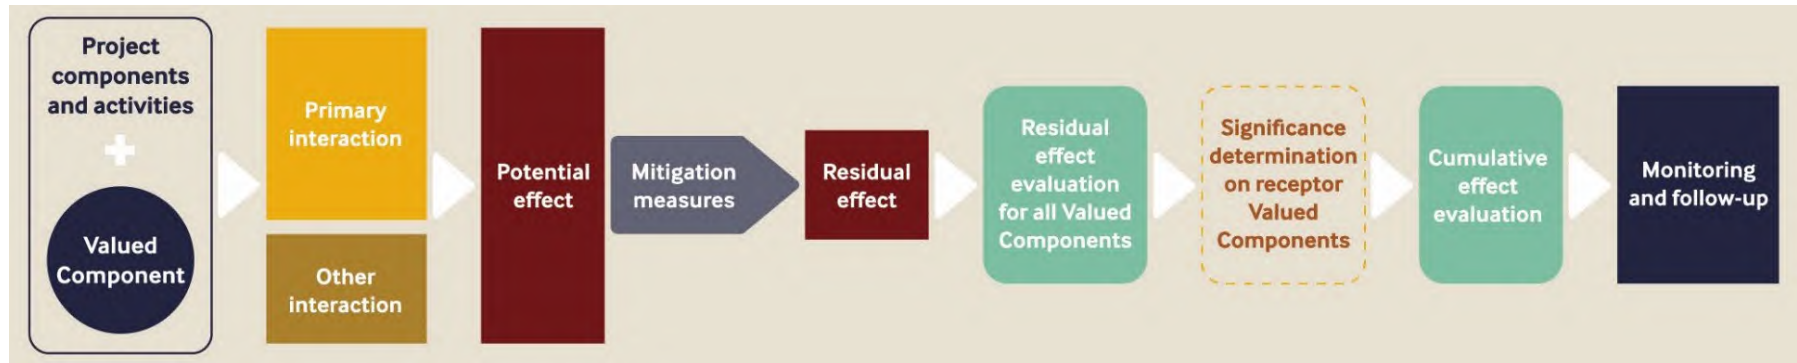 Project
components
and activities
Valued
Component
Primary
interaction
Other
interaction
Potential
effect
Mitigation
measures
Residual
effect
Residual
effect
evaluation
for all Valued
Components
Significance
determination
on receptor
Valued
Components
Cumulative
effect
evaluation
Monitoring
and follow-up